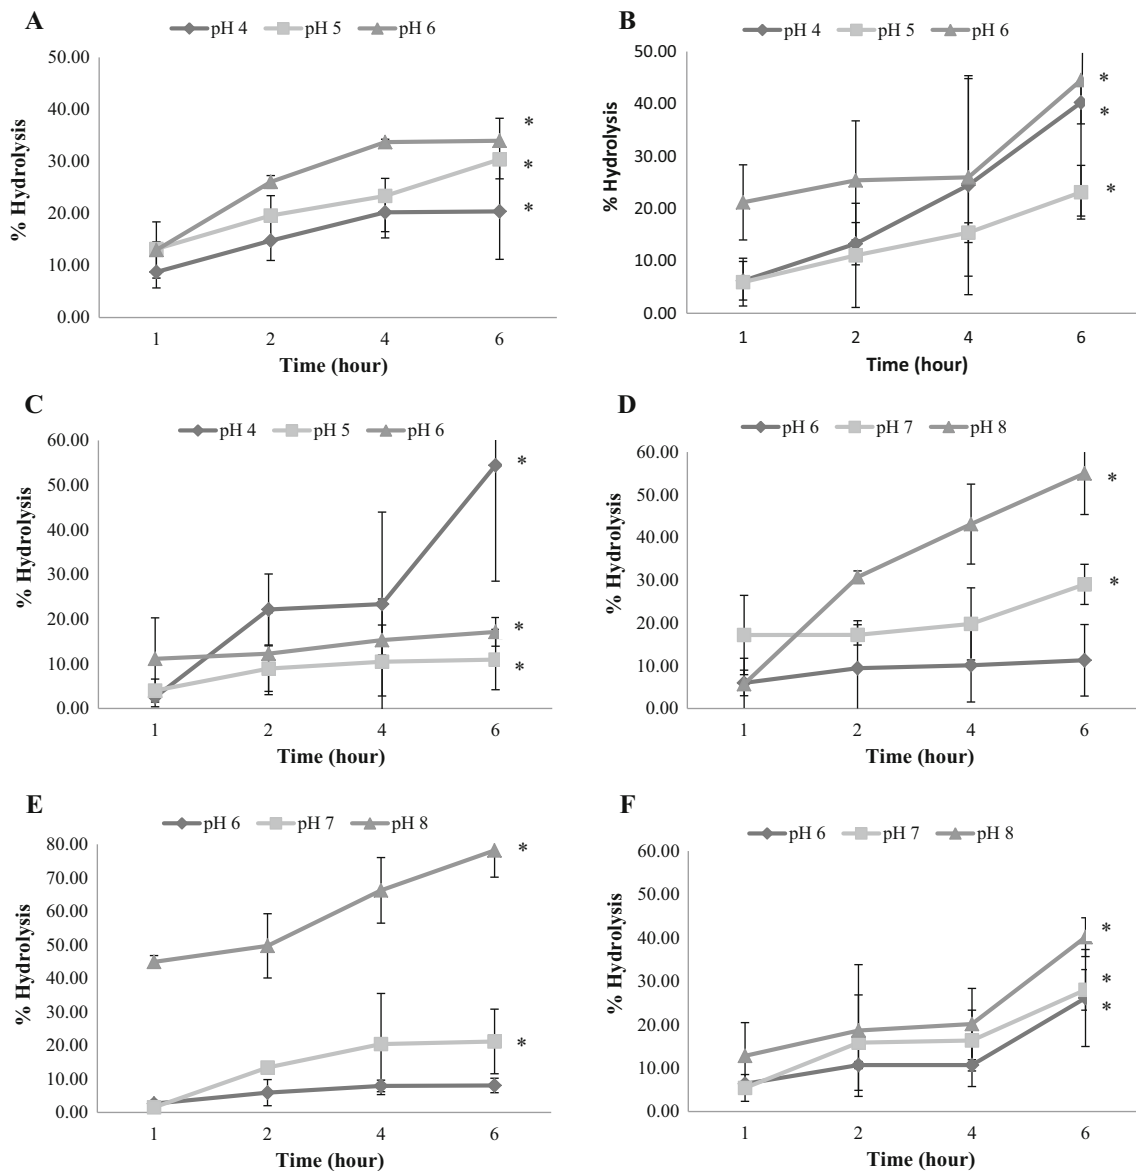 A
pH 4 pH 5 pH 6
50.00
40.00
30.00
20.00
10.00
0.00
% Hydrolysis
* 
*
*
1 2 4 6
Time (hour)
B
pH 4 pH 5 pH 6
50.00
40.00
30.00
20.00
10.00
0.00
% Hydrolysis
*
*
*
1 2 4 6
Time (hour)
C
pH 4 pH 5 pH 6
60.00
50.00
40.00
30.00
20.00
10.00
0.00
% Hydrolysis
*
*
*
1 2 4 6
Time (hour)
D
pH 6 pH 7 pH 8
60.00
50.00
40.00
30.00
20.00
10.00
0.00
% Hydrolysis
*
*
1 2 4 6
Time (hour)
E
pH 6 pH 7 pH 8
80.00
70.00
60.00
50.00
40.00
30.00
20.00
10.00
0.00
% Hydrolysis
*
*
1 2 4 6
Time (hour)
F
pH 6 pH 7 pH 8
60.00
50.00
40.00
30.00
20.00
10.00
0.00
% Hydrolysis
*
*
*
1 2 4 6
Time (hour)